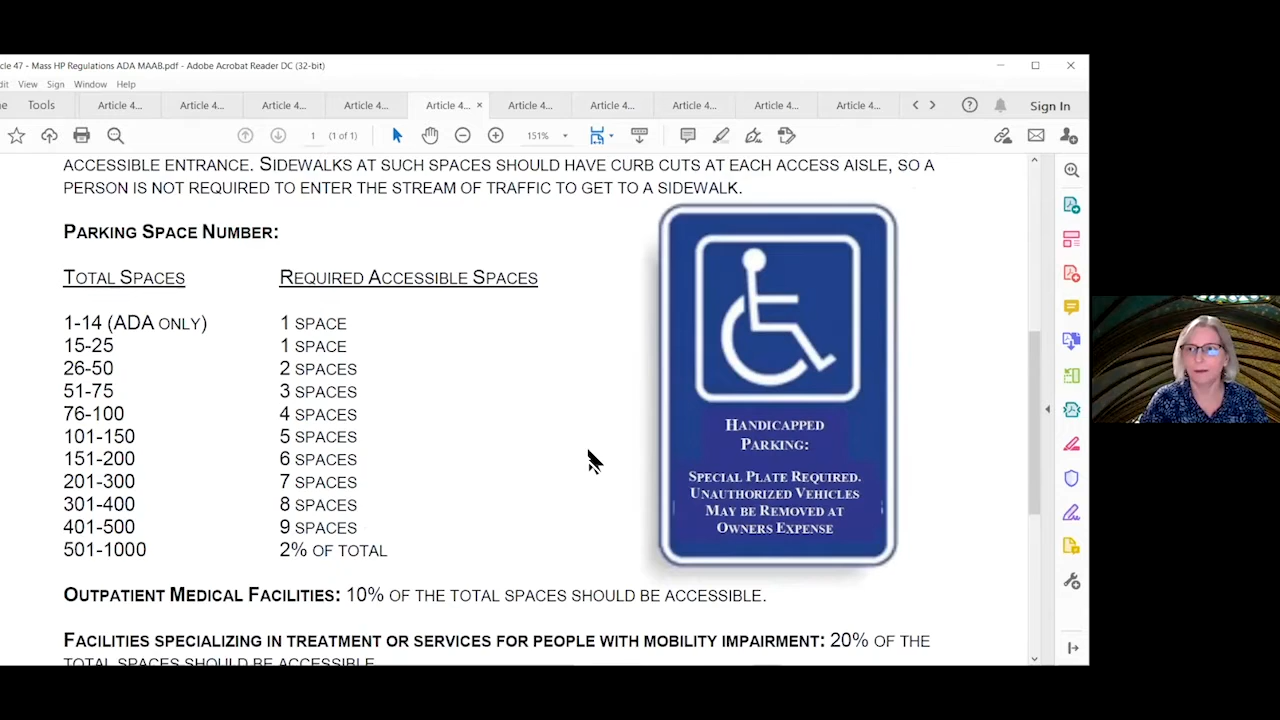 cle 47 - Mass HP Regulations ADA MAAB.pdf - Adobe Acrobat Reader DC (32-bit)
dit View Sign Window Help
e Tools Article 4... Article 4... Article 4... Article 4... Article 4... × Article 4... Article 4... Article 4... Article 4... Article 4... Sign In
1 (1 of 1) 151%
ACCESSIBLE ENTRANCE. SIDEWALKS AT SUCH SPACES SHOULD HAVE CURB CUTS AT EACH ACCESS AISLE, SO A
PERSON IS NOT REQUIRED TO ENTER THE STREAM OF TRAFFIC TO GET TO A SIDEWALK.
PARKING SPACE NUMBER:
TOTAL SPACES REQUIRED ACCESSIBLE SPACES
1-14 (ADA ONLY) 1 SPACE
15-25 1 SPACE
26-50 2 SPACES
51-75 3 SPACES
76-100 4 SPACES
101-150 5 SPACES
151-200 6 SPACES
201-300 7 SPACES
301-400 8 SPACES
401-500 9 SPACES
501-1000 2% OF TOTAL
HANDICAPPED
PARKING:
SPECIAL PLATE REQUIRED.
UNAUTHORIZED VEHICLES
MAY BE REMOVED AT
OWNERS EXPENSE
OUTPATIENT MEDICAL FACILITIES: 10% OF THE TOTAL SPACES SHOULD BE ACCESSIBLE.
FACILITIES SPECIALIZING IN TREATMENT OR SERVICES FOR PEOPLE WITH MOBILITY IMPAIRMENT: 20% OF THE
TOTAL SPACES SHOULD BE ACCESSIBLE